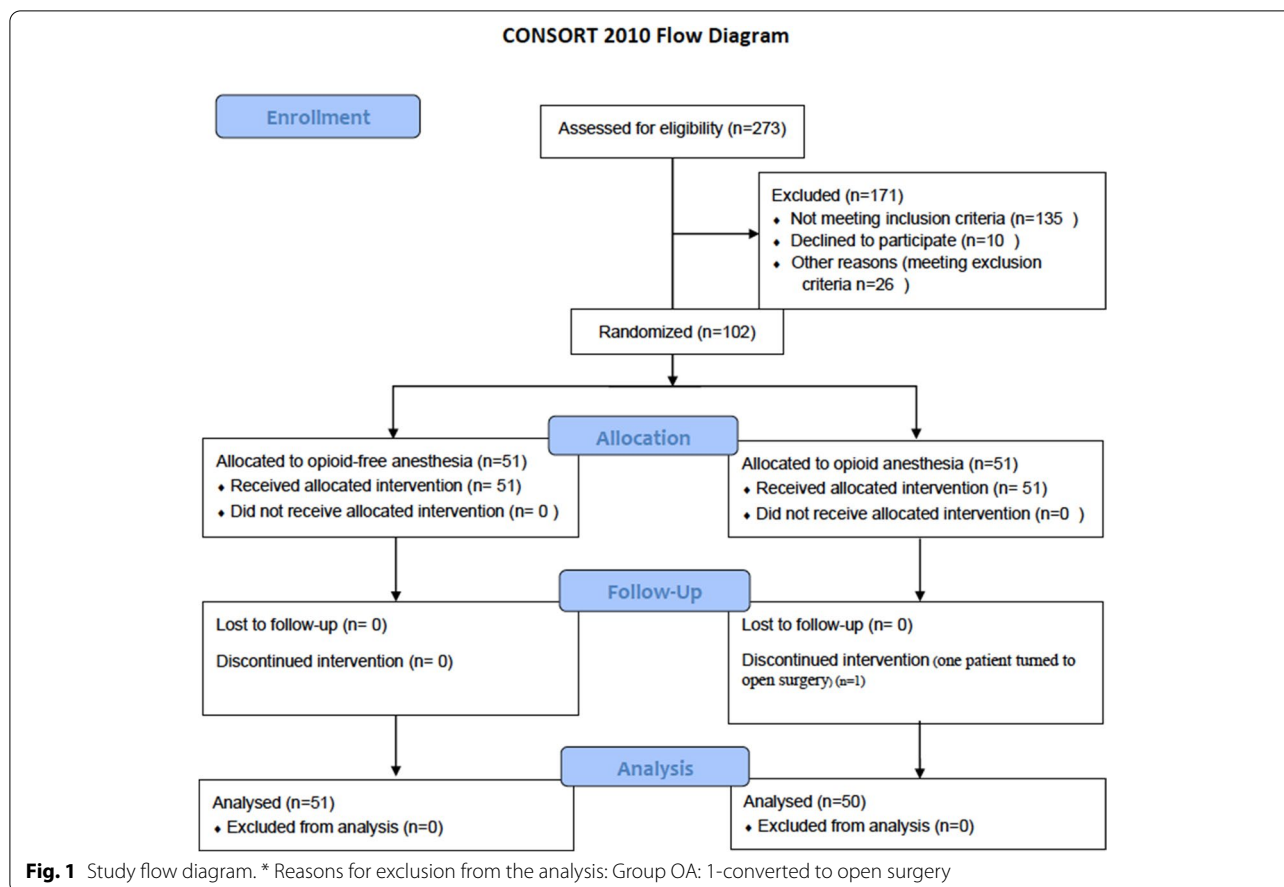 CONSORT 2010 Flow Diagram
Enrollment
Assessed for eligibility (n=273)
Excluded (n=171)
♦ Not meeting inclusion criteria (n=135 )
♦ Declined to participate (n=10 )
♦ Other reasons (meeting exclusion
criteria n=26 )
Randomized (n=102)
Allocation
Allocated to opioid-free anesthesia (n=51)
♦ Received allocated intervention (n= 51)
♦ Did not receive allocated intervention (n= 0 )
Allocated to opioid anesthesia (n=51)
♦ Received allocated intervention (n= 51)
♦ Did not receive allocated intervention (n=0 )
Follow-Up
Lost to follow-up (n= 0)
Discontinued intervention (n= 0)
Lost to follow-up (n= 0)
Discontinued intervention (one patient turned to
open surgery) (n=1)
Analysis
Analysed (n=51)
♦ Excluded from analysis (n=0)
Analysed (n=50)
♦ Excluded from analysis (n=0)
Fig. 1 Study flow diagram. * Reasons for exclusion from the analysis: Group OA: 1-converted to open surgery